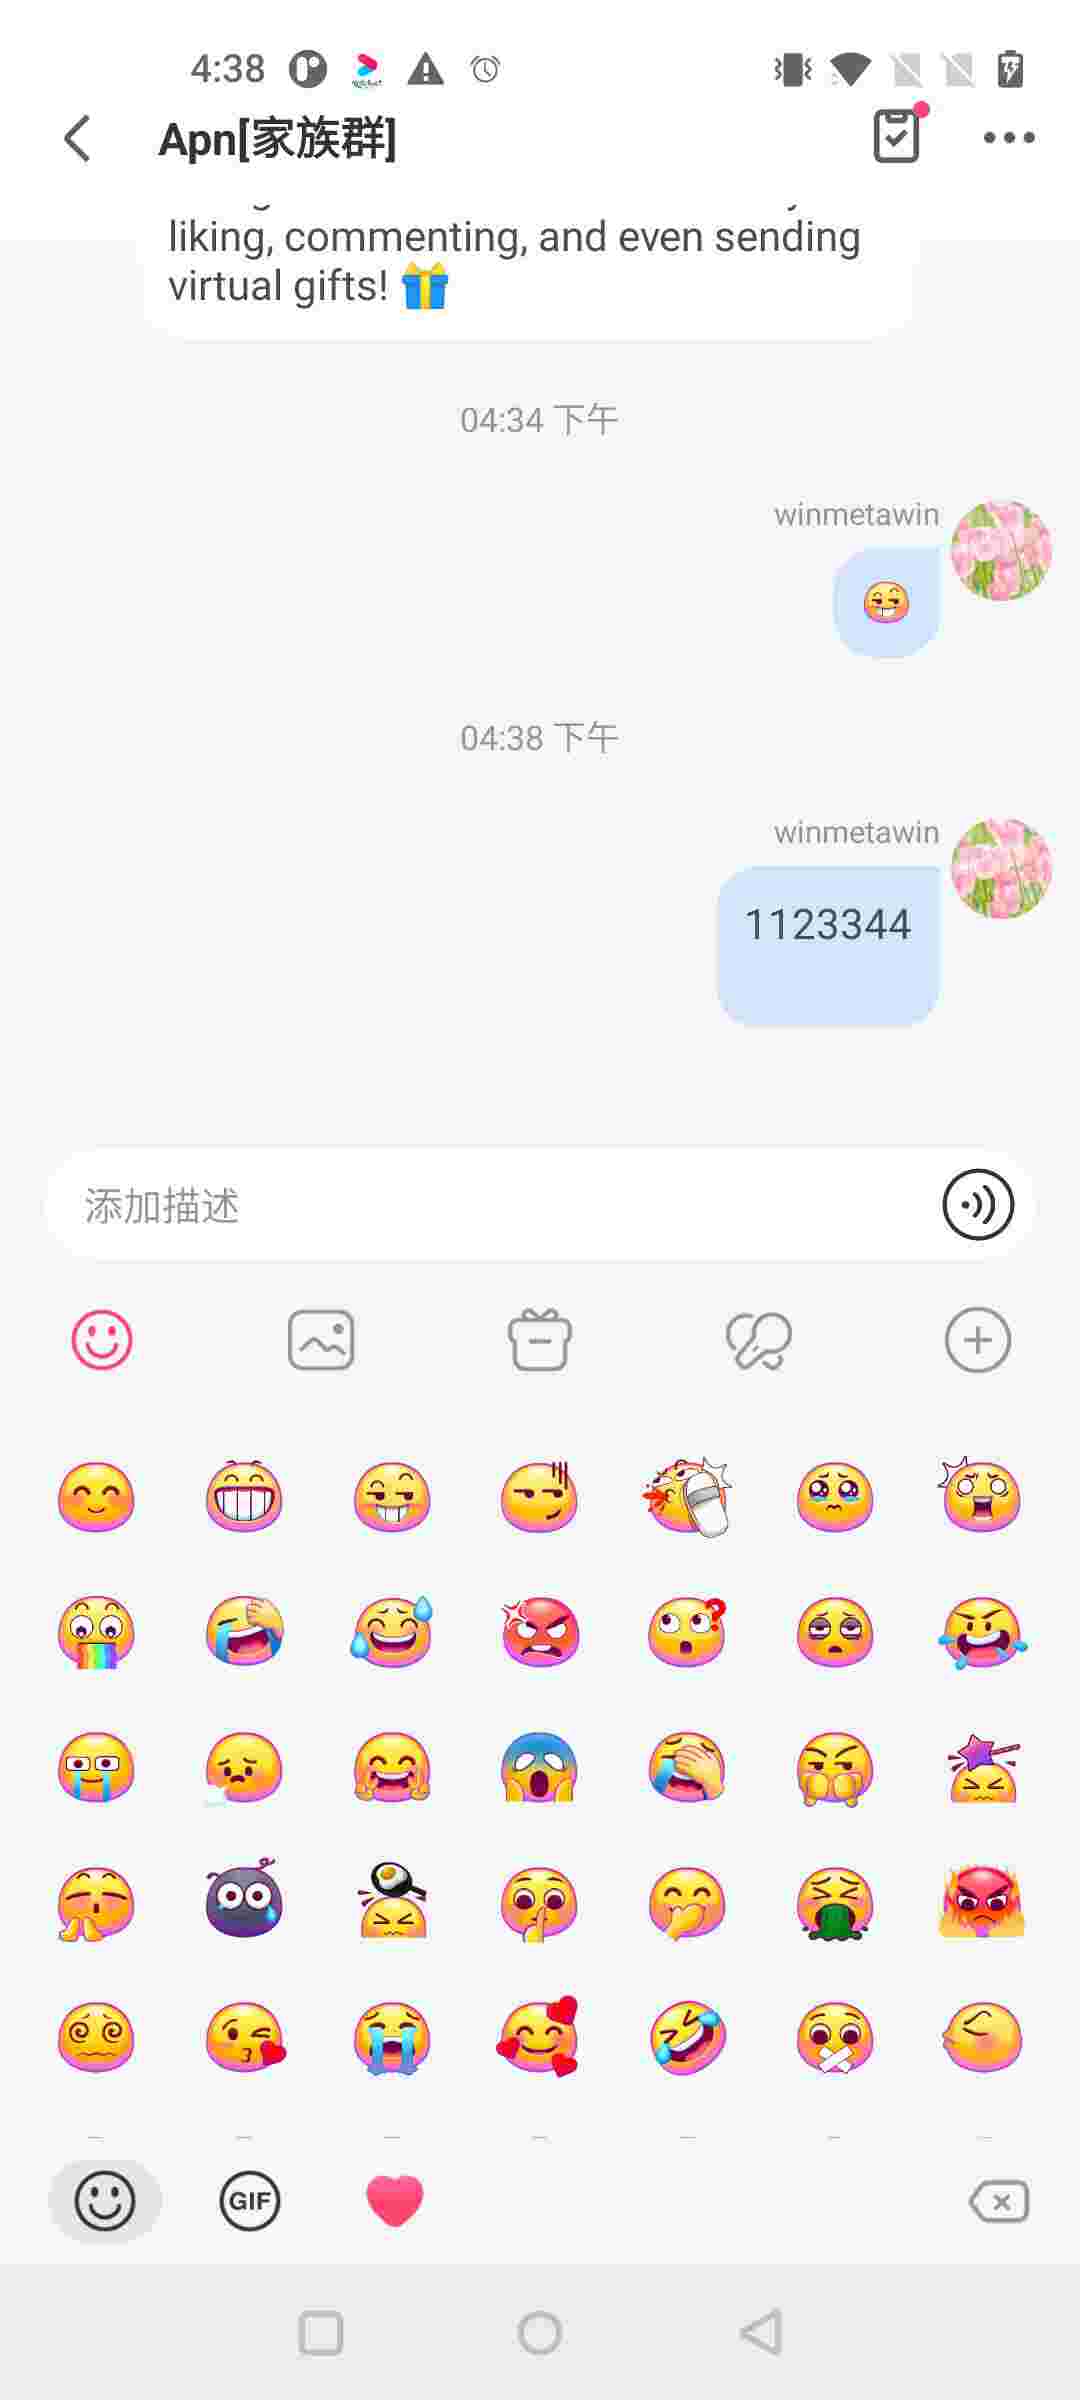 4:38
Apn[家族群]
liking, commenting, and even sending
virtual gifts! 🎁
04:34 下午
winmetawin
04:38 下午
winmetawin
1123344
添加描述
GIF